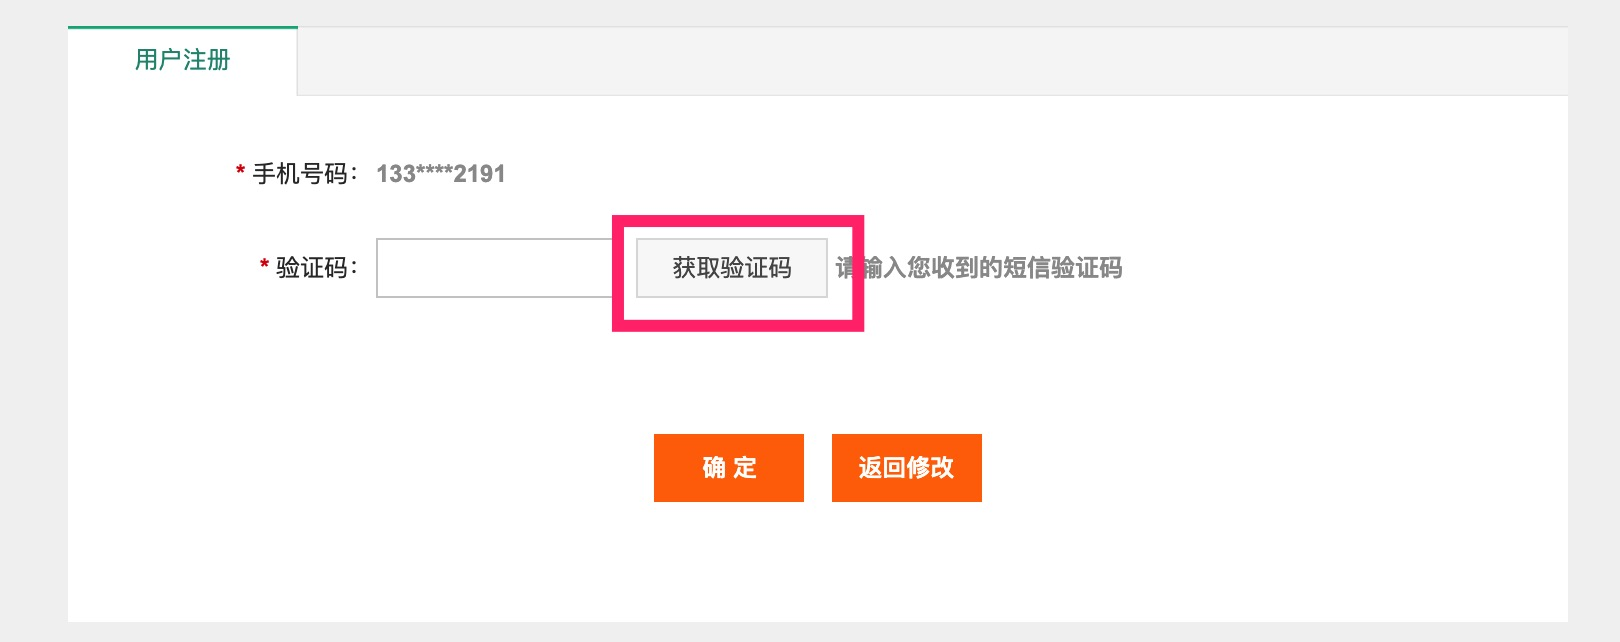 用户注册
* 手机号码： 133****2191
* 验证码： 获取验证码 请输入您收到的短信验证码
确 定 返回修改